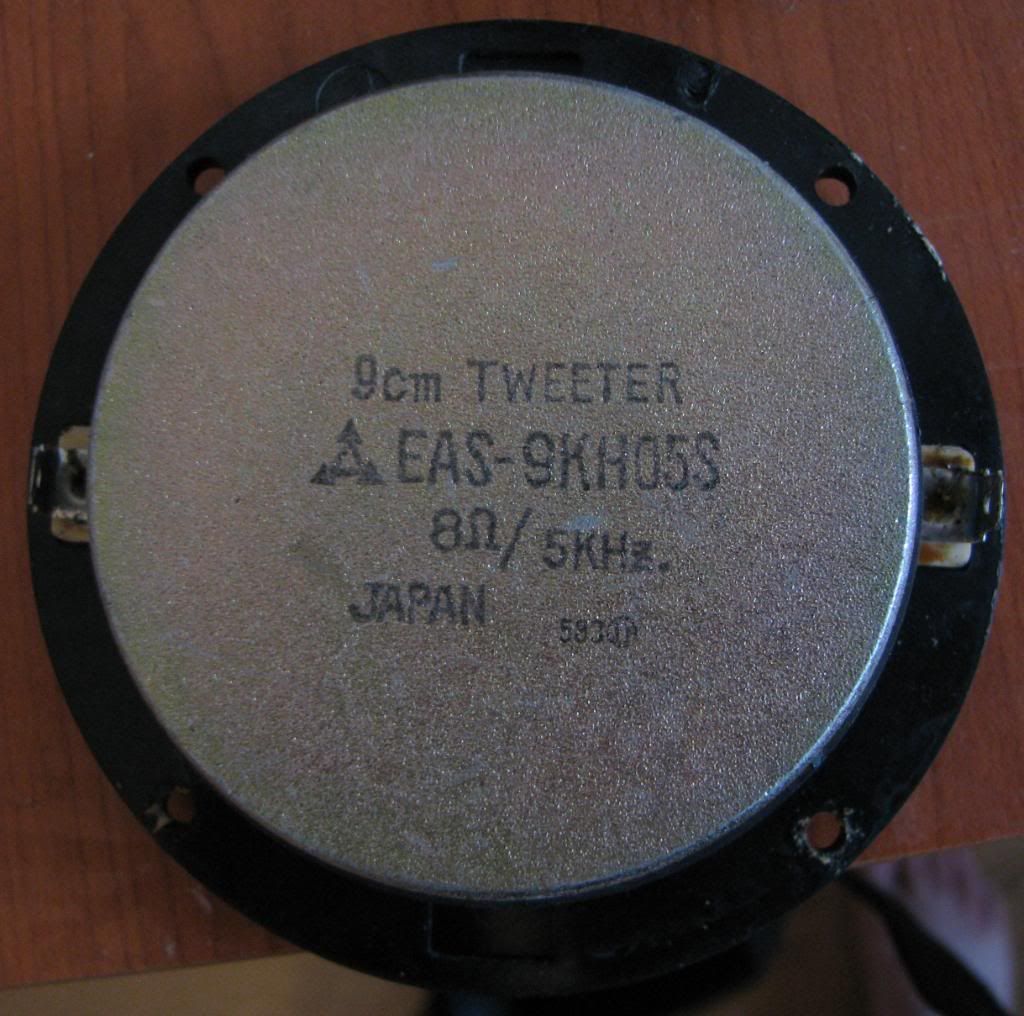 9cm TWEETER
EAS-9KH05S
8Ω/5KHz.
JAPAN